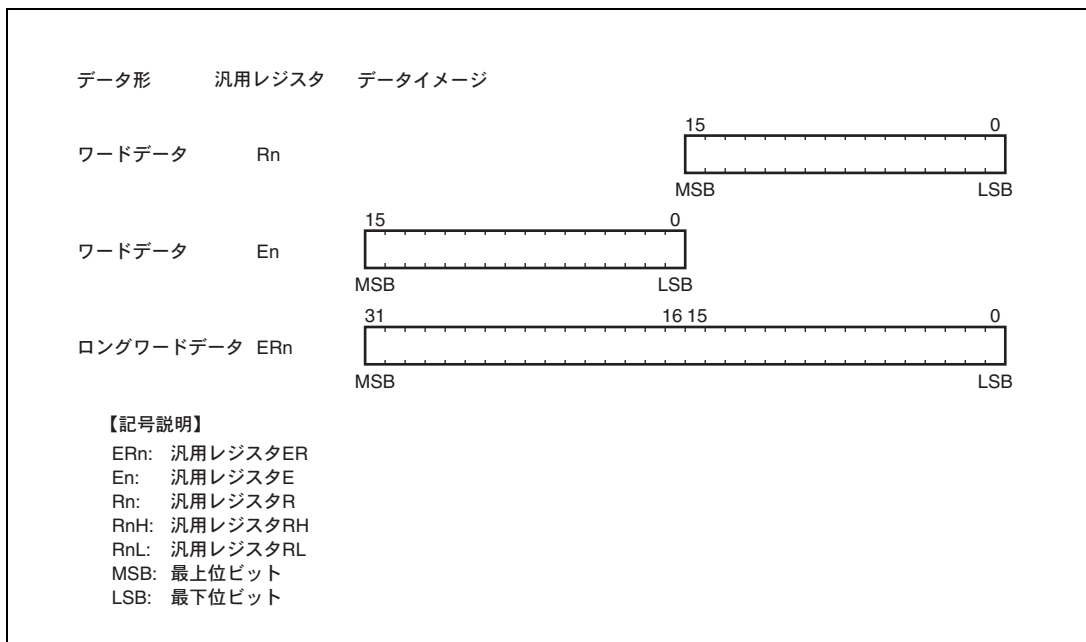 データ形 汎用レジスタ データイメージ
15 0
ワードデータ Rn
MSB LSB
15 0
ワードデータ En
MSB LSB
31 16 15 0
ロングワードデータ ERn
MSB LSB
【記号説明】
ERn: 汎用レジスタER
En: 汎用レジスタE
Rn: 汎用レジスタR
RnH: 汎用レジスタRH
RnL: 汎用レジスタRL
MSB: 最上位ビット
LSB: 最下位ビット